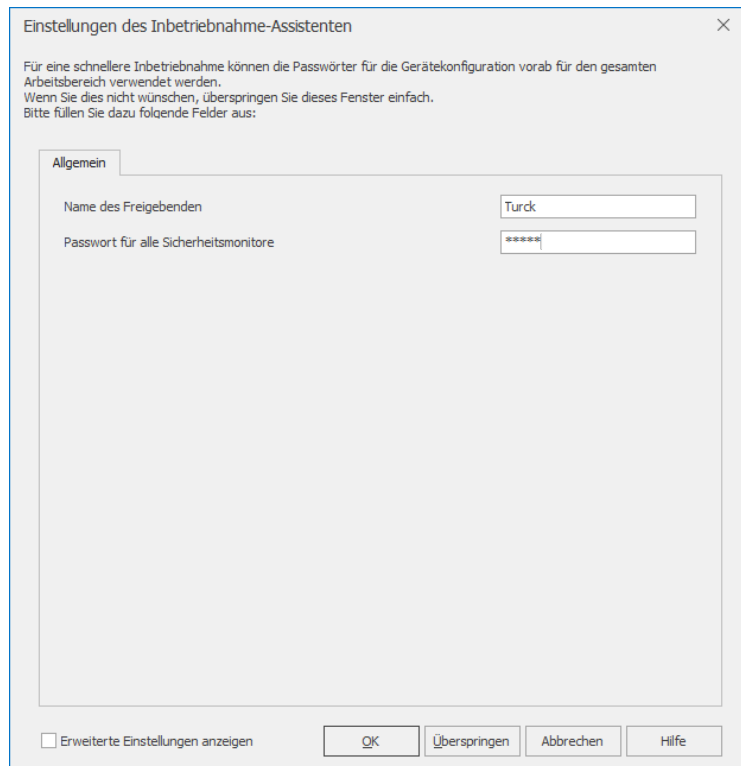 Einstellungen des Inbetriebnahme-Assistenten
Für eine schnellere Inbetriebnahme können die Passwörter für die Gerätekonfiguration vorab für den gesamten
Arbeitsbereich verwendet werden.
Wenn Sie dies nicht wünschen, überspringen Sie dieses Fenster einfach.
Bitte füllen Sie dazu folgende Felder aus:
Allgemein
Name des Freigebenden
Turck
Passwort für alle Sicherheitsmonitore
*****
Erweiterte Einstellungen anzeigen
OK
Überspringen
Abbrechen
Hilfe